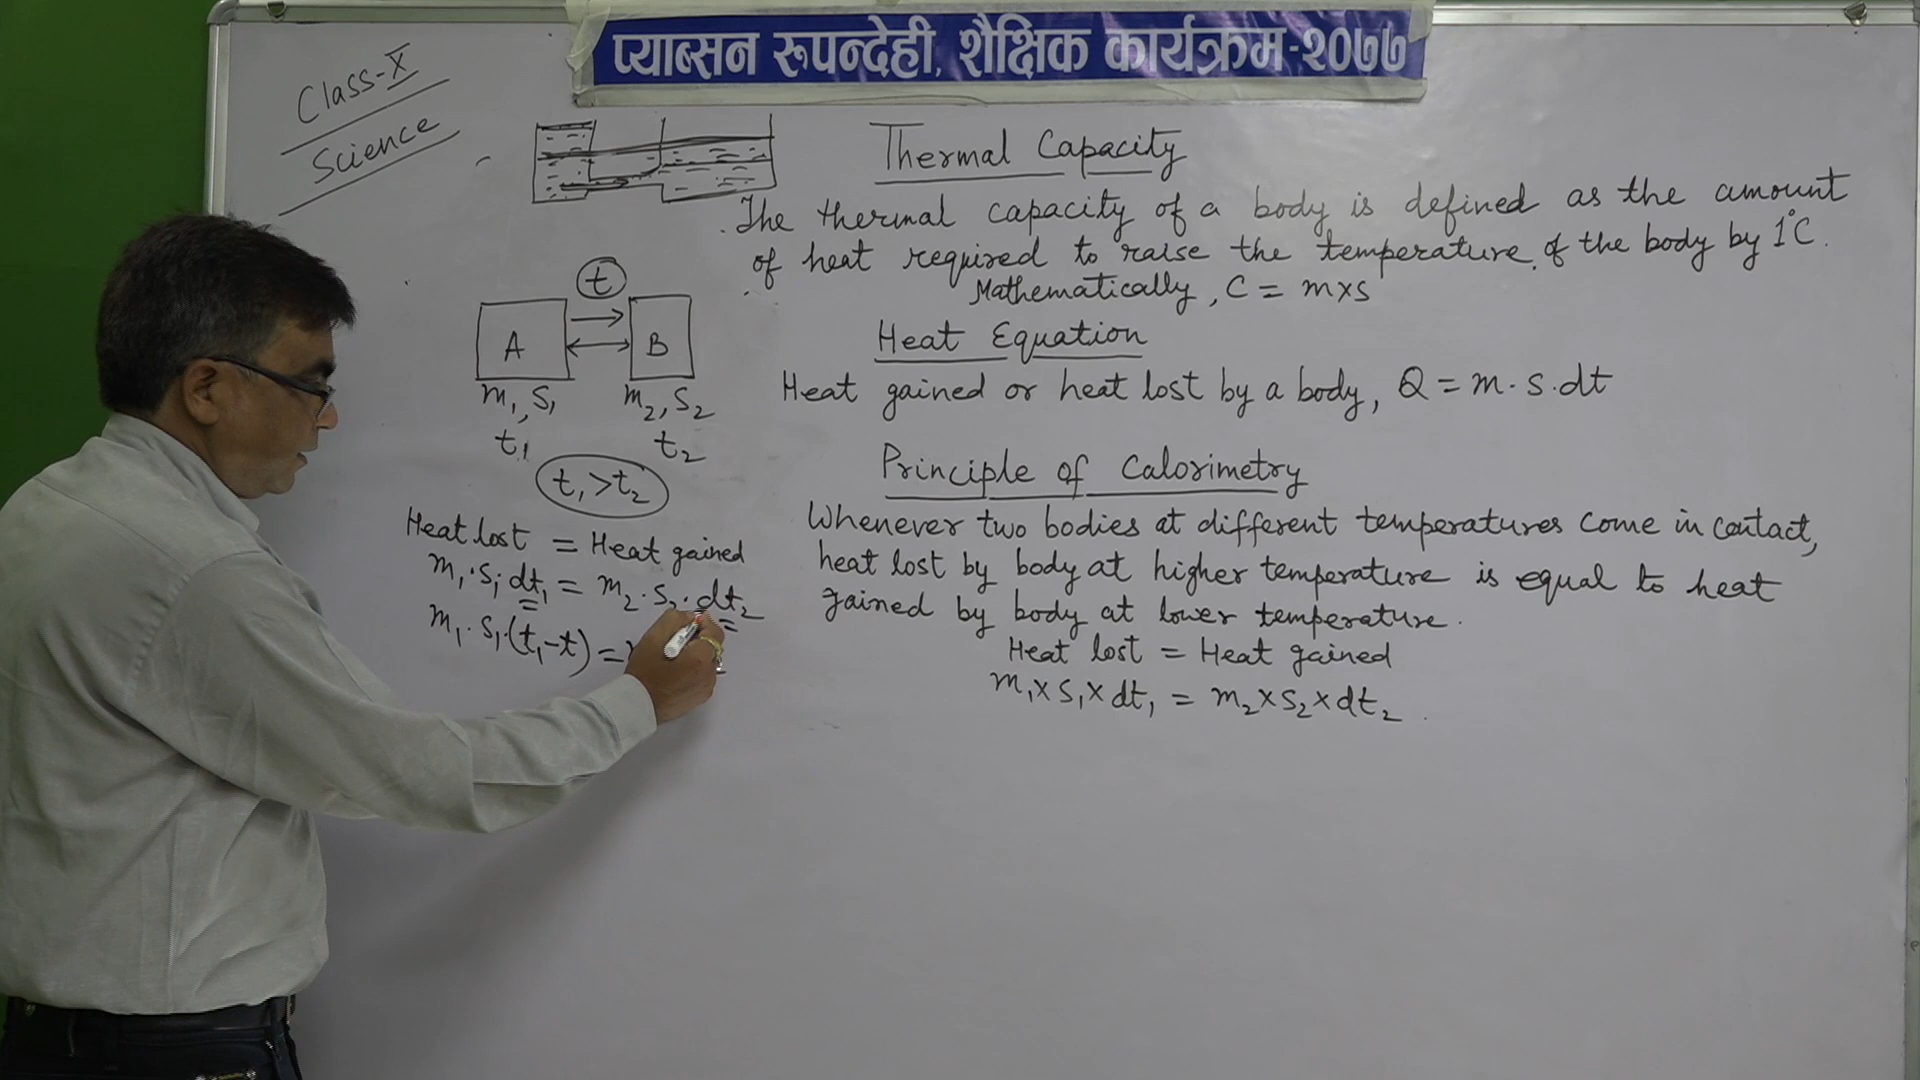 प्याब्सन रुपन्देही, शैक्षिक कार्यक्रम-२०७७
Class-X
Science
Thermal Capacity
The thermal capacity of a body is defined as the amount
of heat required to raise the temperature of the body by 1°C.
Mathematically, C = m×s
Heat Equation
Heat gained or heat lost by a body, Q = m·s·dt
Principle of Calorimetry
Whenever two bodies at different temperatures come in contact,
heat lost by body at higher temperature is equal to heat
gained by body at lower temperature.
Heat lost = Heat gained
m₁×s₁×dt₁ = m₂×s₂×dt₂
t
A B
m₁, s₁ m₂, s₂
t₁ t₂
t₁>t₂
Heat lost = Heat gained
m₁·s₁·dt₁ = m₂·s₂·dt₂
m₁·s₁·(t₁-t) =